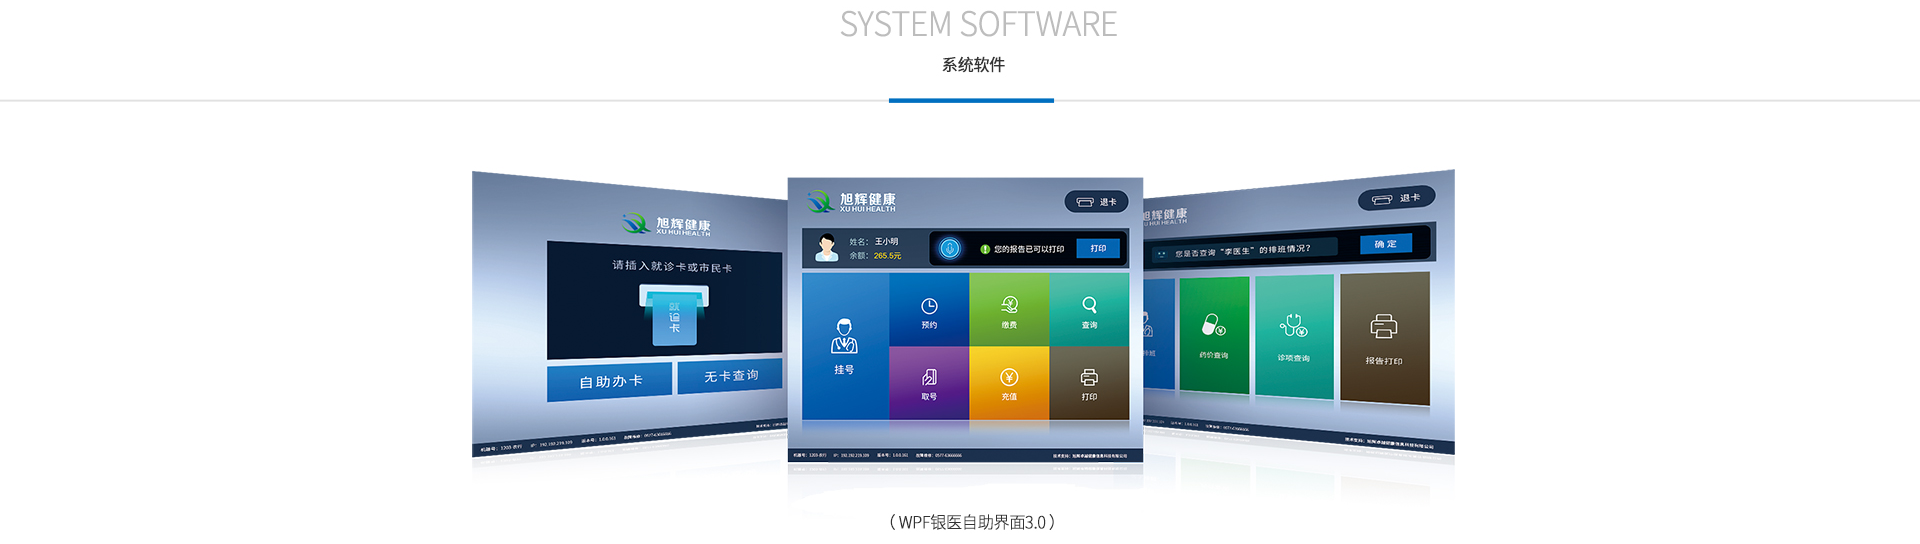 SYSTEM SOFTWARE
系统软件
旭辉健康
XU HUI HEALTH
请插入就诊卡或市民卡
就诊卡
自助办卡
无卡查询
旭辉健康
XU HUI HEALTH
退卡
姓名： 王小明
余额： 265.5元
您的报告已可以打印
打印
挂号
预约
缴费
查询
取号
充值
打印
旭辉健康
XU HUI HEALTH
退卡
您是否查询“李医生”的排班情况？
确定
药价查询
诊项查询
报告打印
（WPF银医自助界面3.0）